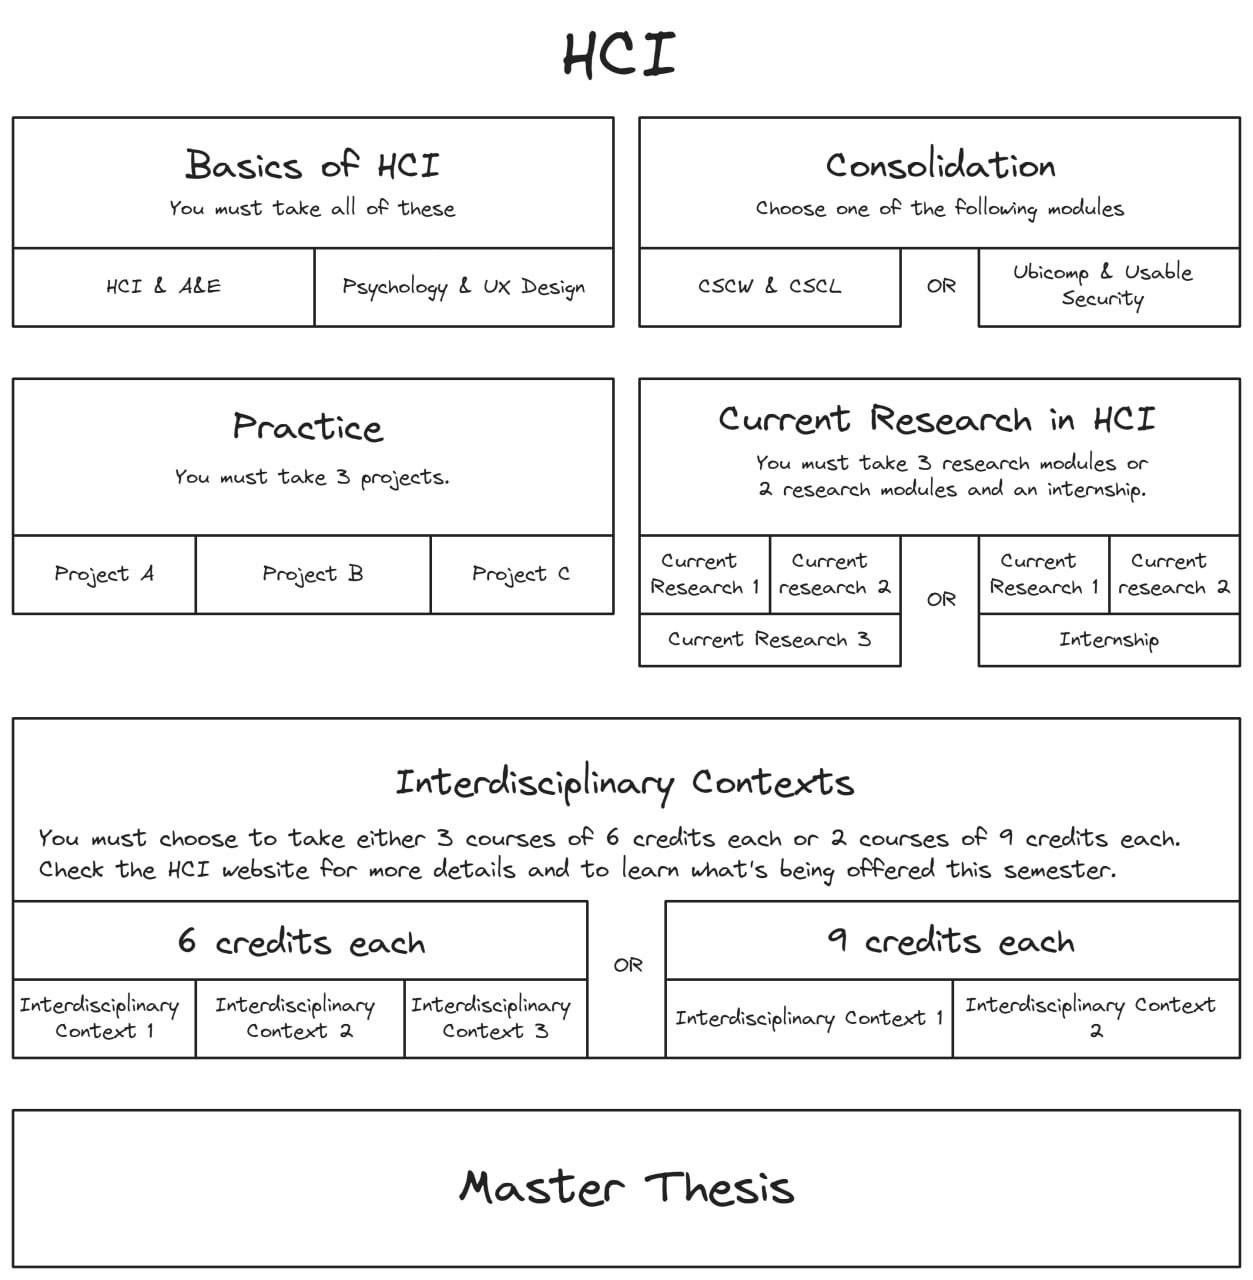 HCI
Basics of HCI
You must take all of these
HCI & A&E
Psychology & UX Design
Consolidation
Choose one of the following modules
CSCW & CSCL
OR
Ubicomp & Usable
Security
Practice
You must take 3 projects.
Project A
Project B
Project C
Current Research in HCI
You must take 3 research modules or
2 research modules and an internship.
Current
Research 1
Current
research 2
Current Research 3
OR
Current
Research 1
Current
research 2
Internship
Interdisciplinary Contexts
You must choose to take either 3 courses of 6 credits each or 2 courses of 9 credits each.
Check the HCI website for more details and to learn what's being offered this semester.
6 credits each
Interdisciplinary
Context 1
Interdisciplinary
Context 2
Interdisciplinary
Context 3
OR
9 credits each
Interdisciplinary Context 1
Interdisciplinary Context
2
Master Thesis